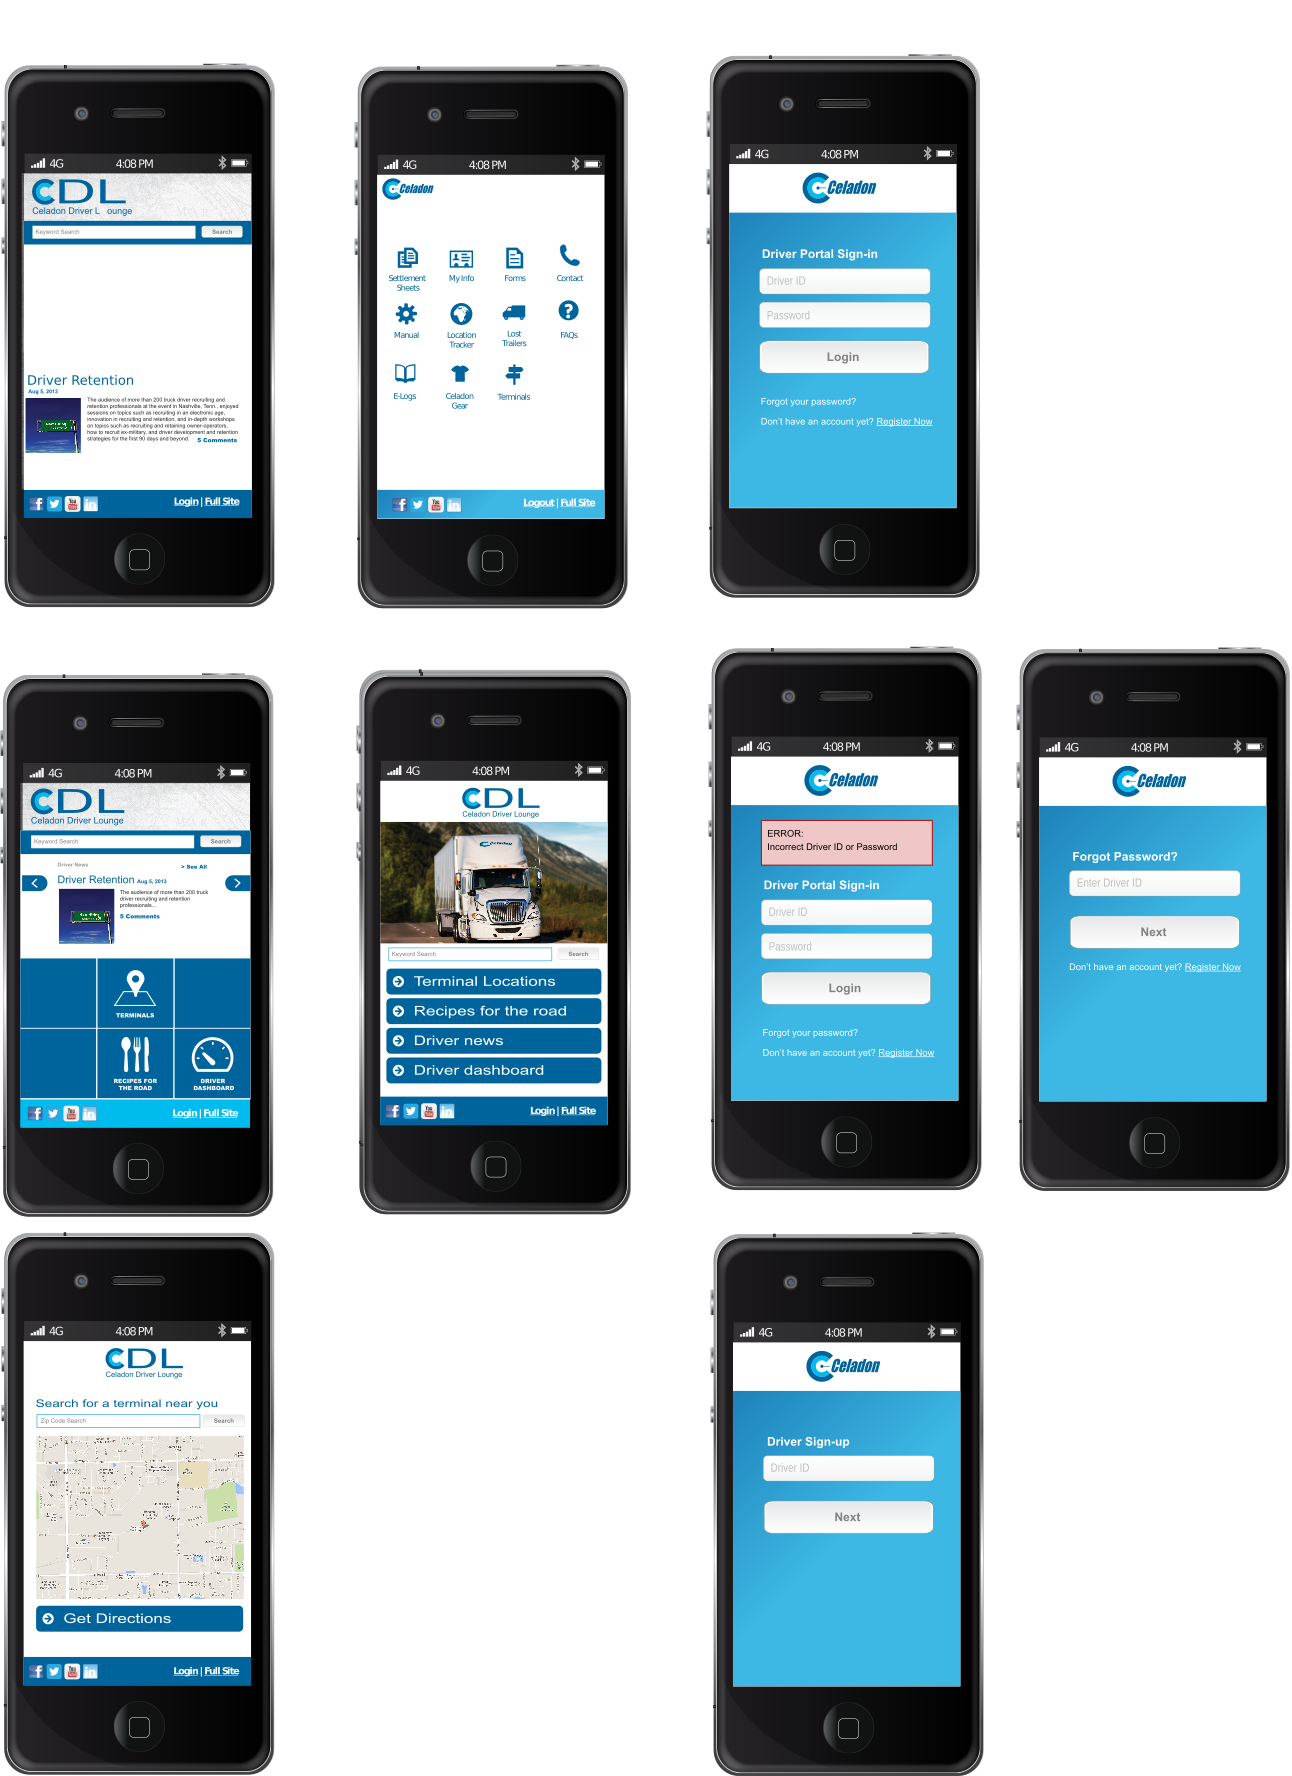 4G 4:08 PM
CDL
Celadon Driver L ounge
Keyword Search Search
Driver Retention
Aug 5, 2013
The audience of more than 200 truck driver recruiting and
retention professionals at the event in Nashville, Tenn., enjoyed
sessions on topics such as recruiting in an electronic age,
innovation in recruiting and retention, and in-depth workshops
on topics such as recruiting and retaining owner-operators,
how to recruit ex-military, and driver development and retention
strategies for the first 90 days and beyond. 5 Comments
Login | Full Site
4G 4:08 PM
Celadon
Settlement
Sheets
My Info
Forms
Contact
Manual
Location
Tracker
Lost
Trailers
FAQs
E-Logs
Celadon
Gear
Terminals
Logout | Full Site
4G 4:08 PM
Celadon
Driver Portal Sign-in
Driver ID
Password
Login
Forgot your password?
Don't have an account yet? Register Now
4G 4:08 PM
CDL
Celadon Driver Lounge
Keyword Search Search
Driver News > See All
Driver Retention Aug 5, 2013
The audience of more than 200 truck
driver recruiting and retention
professionals...
5 Comments
TERMINALS
RECIPES FOR
THE ROAD
DRIVER
DASHBOARD
Login | Full Site
4G 4:08 PM
CDL
Celadon Driver Lounge
Celadon
Keyword Search Search
Terminal Locations
Recipes for the road
Driver news
Driver dashboard
Login | Full Site
4G 4:08 PM
Celadon
ERROR:
Incorrect Driver ID or Password
Driver Portal Sign-in
Driver ID
Password
Login
Forgot your password?
Don't have an account yet? Register Now
4G 4:08 PM
Celadon
Forgot Password?
Enter Driver ID
Next
Don't have an account yet? Register Now
4G 4:08 PM
CDL
Celadon Driver Lounge
Search for a terminal near you
Zip Code Search Search
Get Directions
Login | Full Site
4G 4:08 PM
Celadon
Driver Sign-up
Driver ID
Next